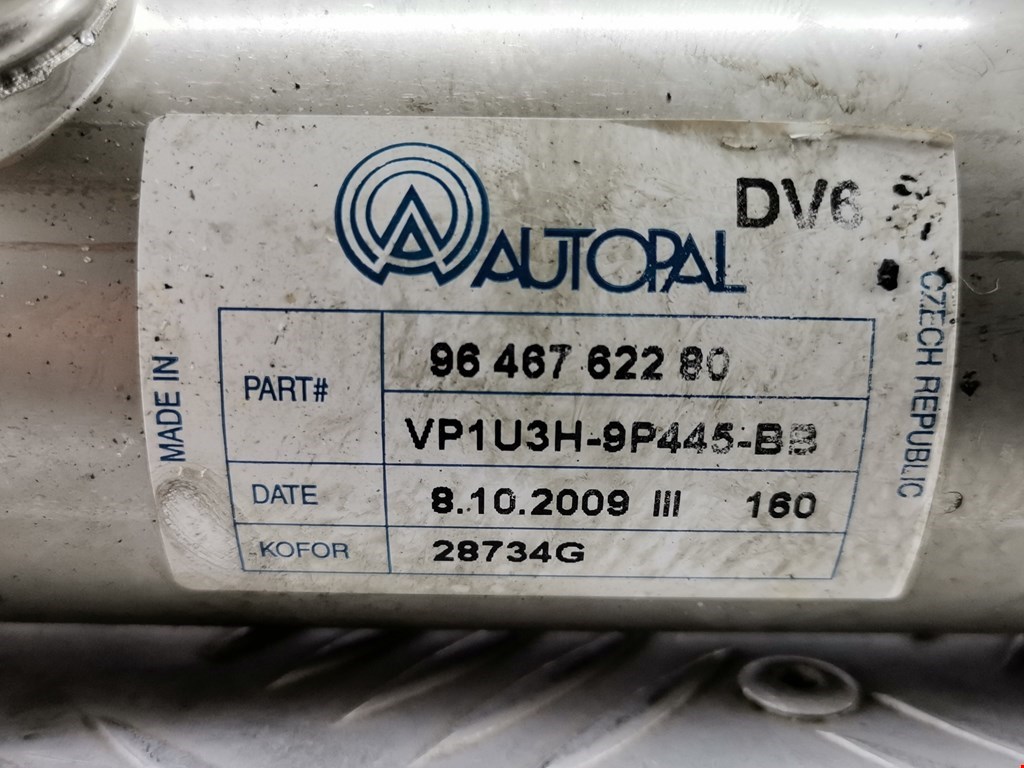 DV6
AUTOPAL
MADE IN
CZECH REPUBLIC
PART# 96 467 622 80
VP1U3H-9P445-BB
DATE 8.10.2009 III 160
KOFOR 28734G